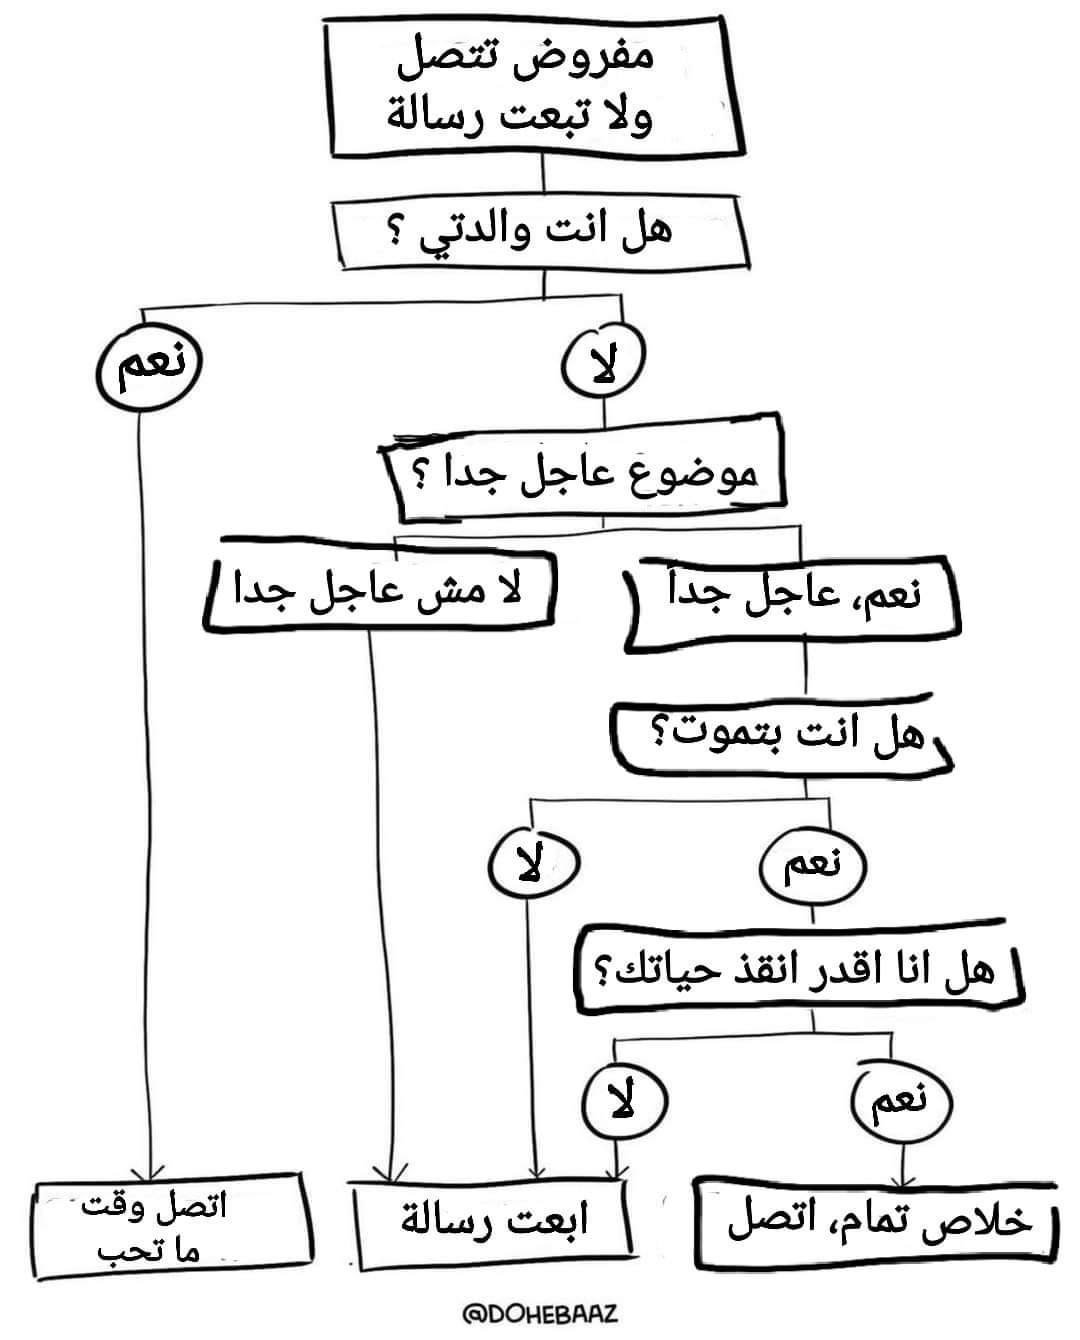 مفروض تتصل
ولا تبعت رسالة
هل انت والدتي ؟
نعم
لا
موضوع عاجل جدا ؟
لا مش عاجل جدا
نعم، عاجل جدا
هل انت بتموت؟
لا
نعم
هل انا اقدر انقذ حياتك؟
لا
نعم
اتصل وقت
ما تحب
ابعت رسالة
خلاص تمام، اتصل
@DOHEBAAZ